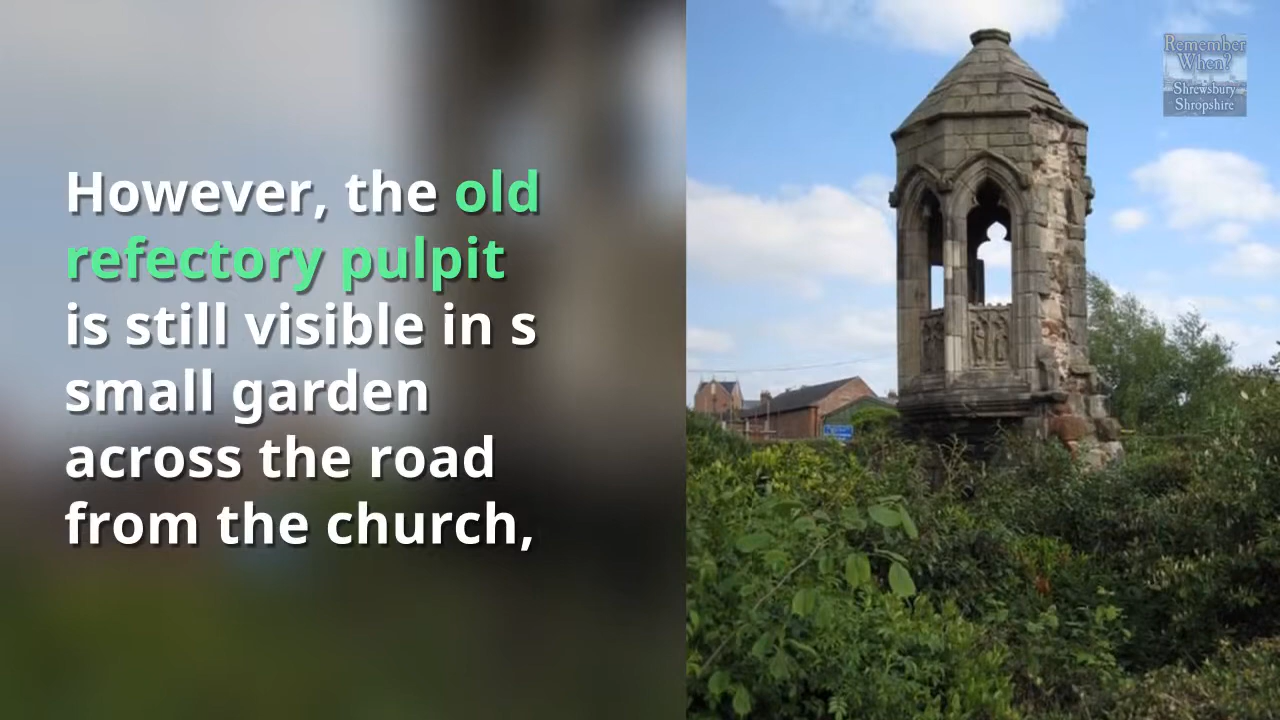 However, the old
refectory pulpit
is still visible in s
small garden
across the road
from the church,
Remember
When?
Shrewsbury
Shropshire